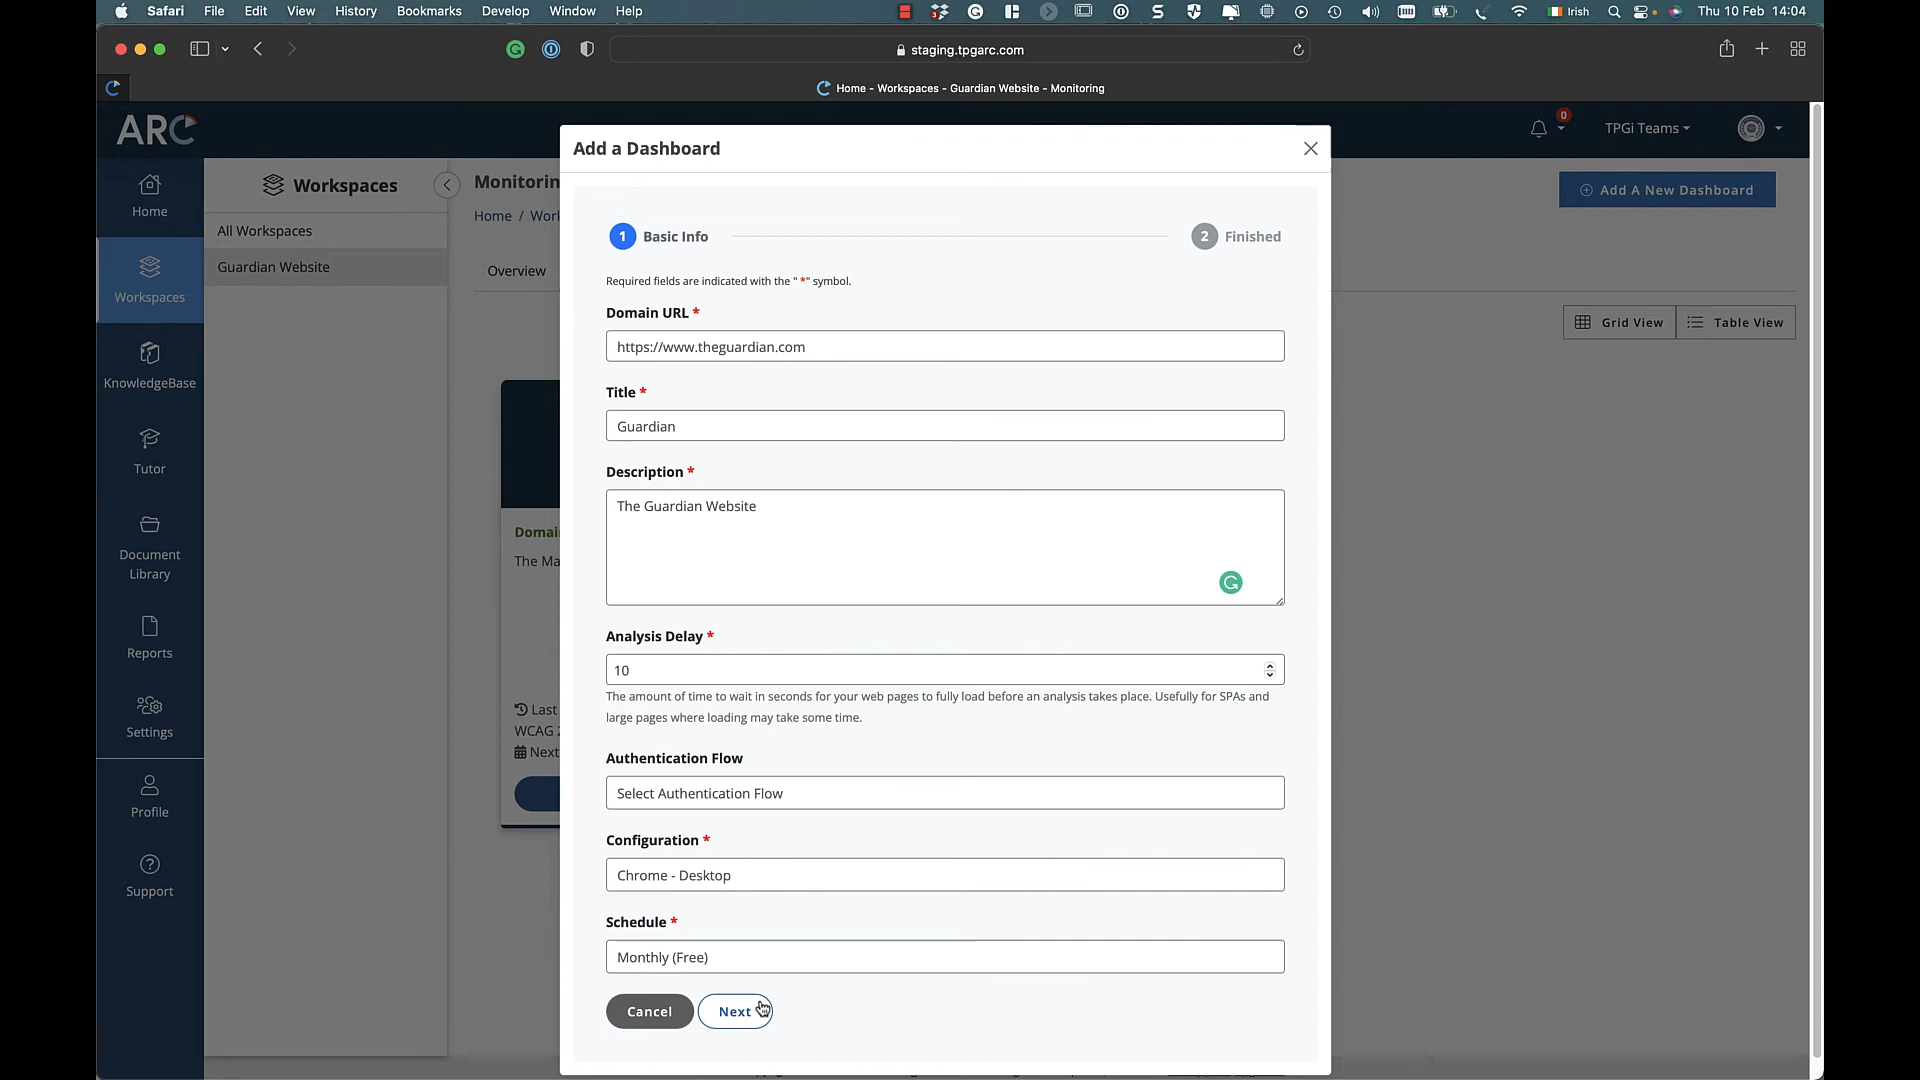 Safari File Edit View History Bookmarks Develop Window Help 3 Irish Thu 10 Feb 14:04
staging.tpgarc.com
Home - Workspaces - Guardian Website - Monitoring
ARC
0
TPGi Teams
Home
Workspaces
KnowledgeBase
Tutor
Document
Library
Reports
Settings
Profile
Support
Workspaces
All Workspaces
Guardian Website
Home /
Overview
Add A New Dashboard
Grid View
Table View
The
Last
WCAG
Next
Add a Dashboard
1 Basic Info
2 Finished
Required fields are indicated with the " *" symbol.
Domain URL *
https://www.theguardian.com
Title *
Guardian
Description *
The Guardian Website
Analysis Delay *
10
The amount of time to wait in seconds for your web pages to fully load before an analysis takes place. Usefully for SPAs and
large pages where loading may take some time.
Authentication Flow
Select Authentication Flow
Configuration *
Chrome - Desktop
Schedule *
Monthly (Free)
Cancel
Next